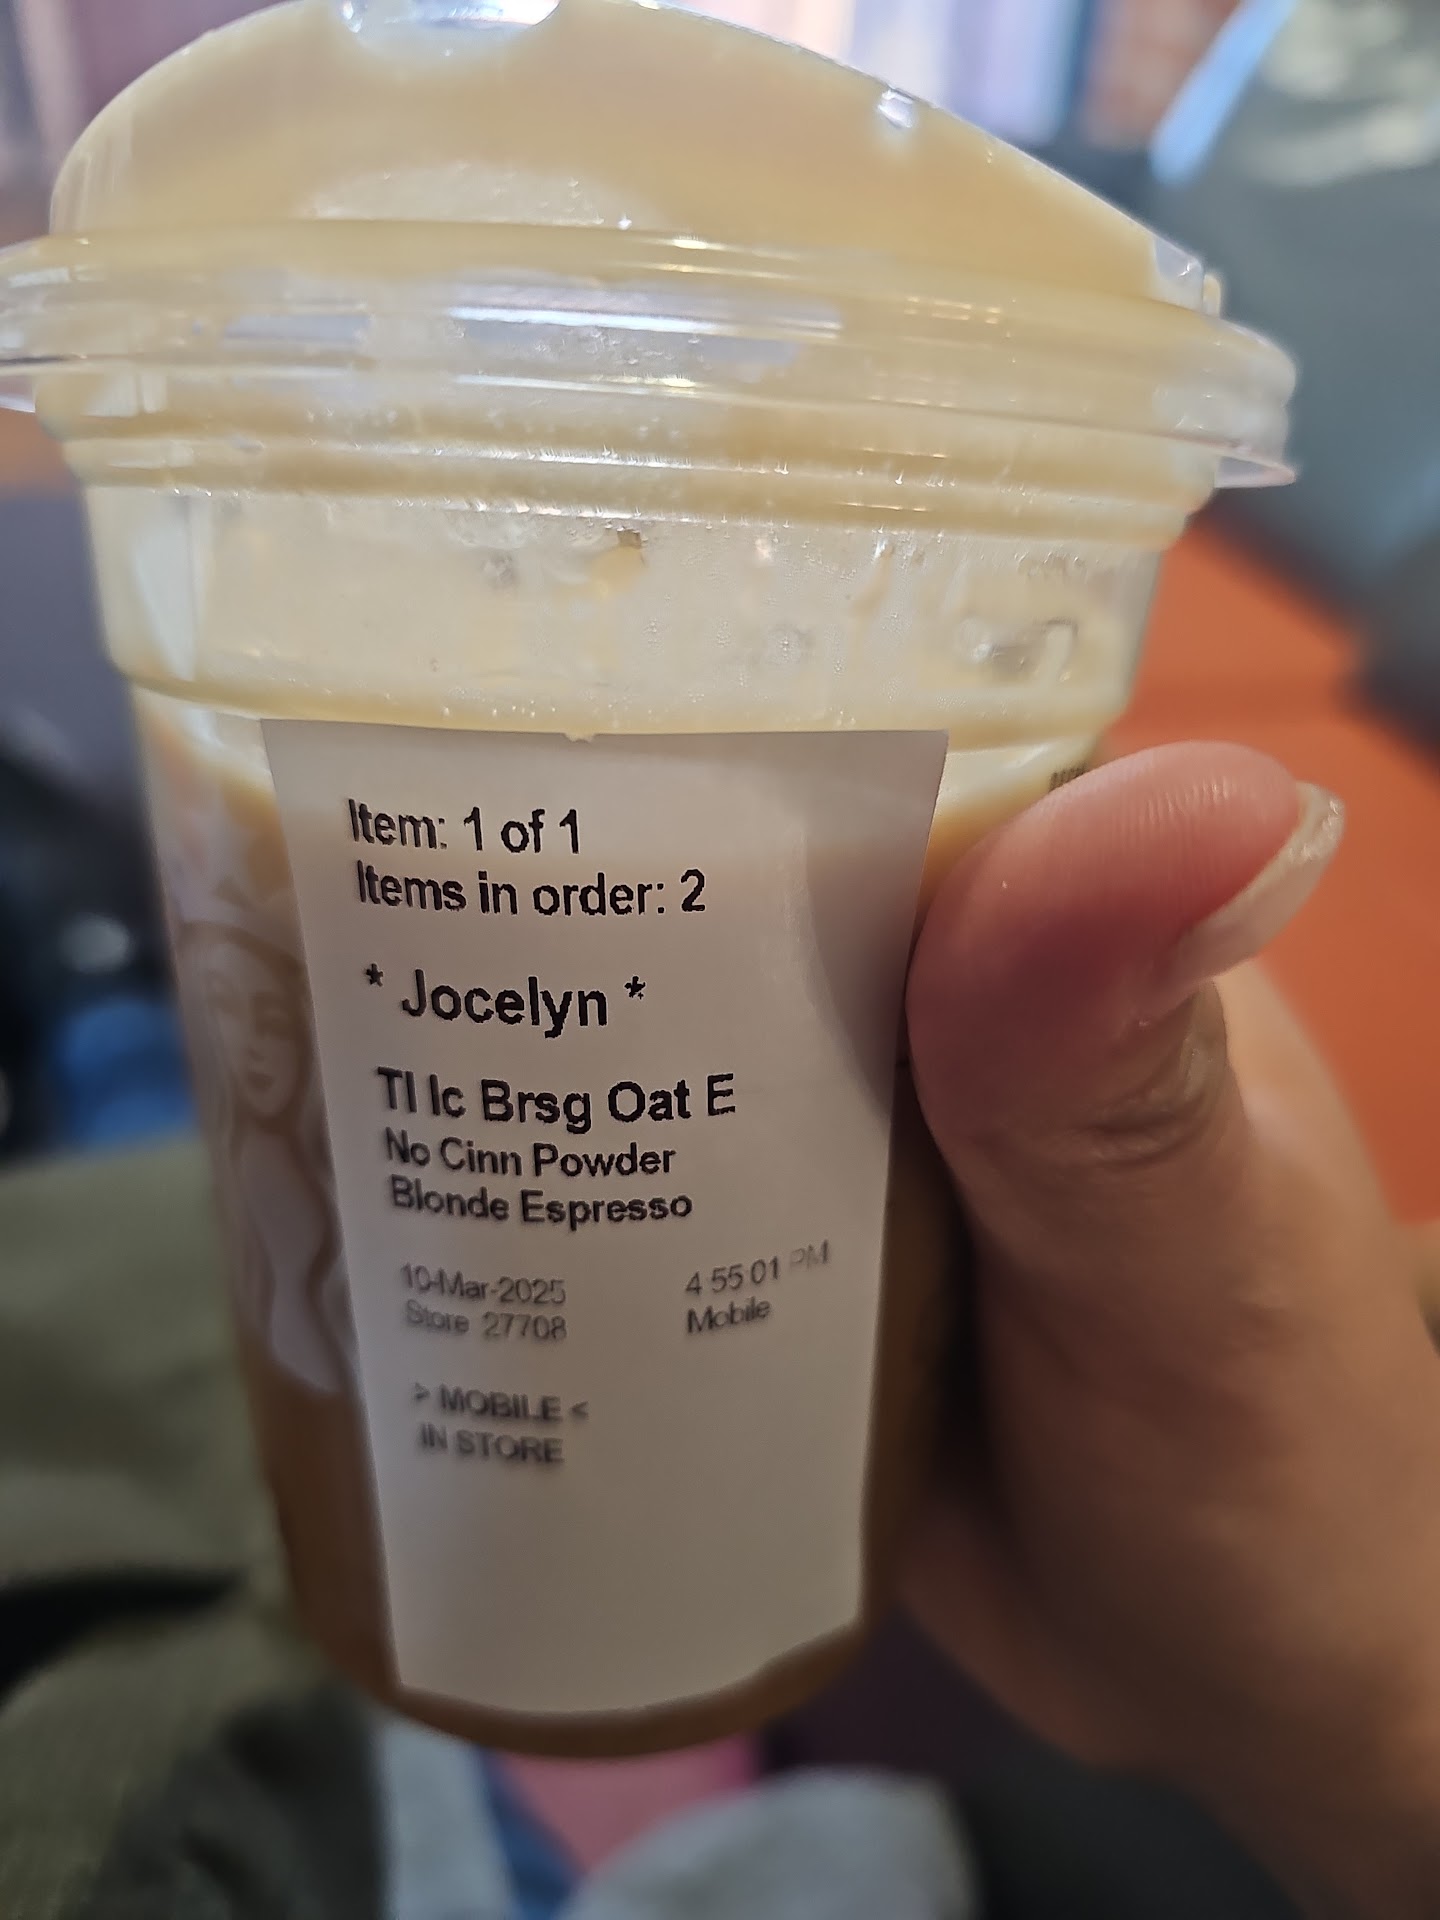 Item: 1 of 1
Items in order: 2
* Jocelyn *
Tl Ic Brsg Oat E
No Cinn Powder
Blonde Espresso
10-Mar-2025 4:55:01 PM
Store 27708 Mobile
> MOBILE <
IN STORE